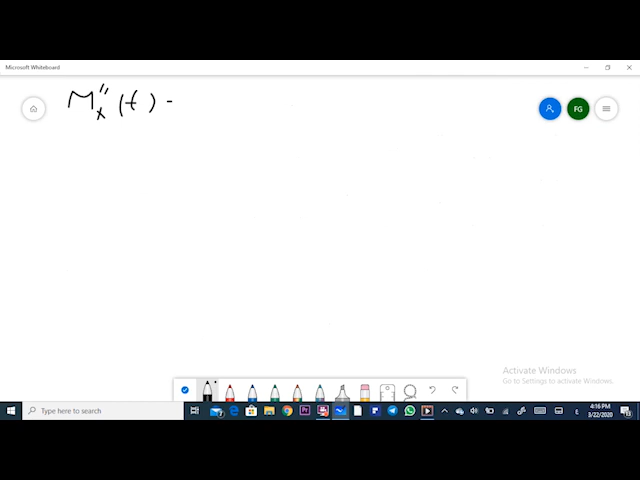 Microsoft Whiteboard
M″ₓ(t) -
FG
Activate Windows
Go to Settings to activate Windows.
Type here to search
4:16 PM
3/22/2020